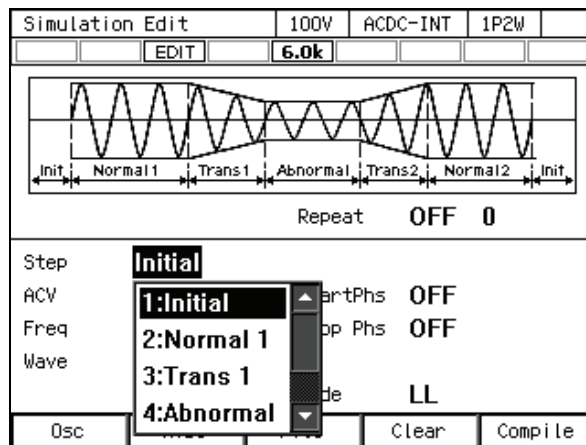 Simulation Edit 100V ACDC-INT 1P2W
EDIT 6.0k
Init Normal1 Trans1 Abnormal Trans2 Normal2 Init
Repeat OFF 0
Step Initial
ACV 1:Initial artPhs OFF
Freq 2:Normal 1 op Phs OFF
Wave 3:Trans 1
4:Abnormal de LL
Osc Clear Compile